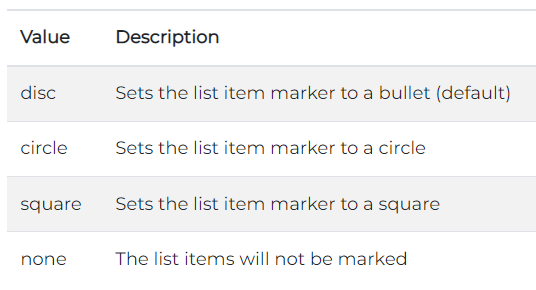 Value Description
disc Sets the list item marker to a bullet (default)
circle Sets the list item marker to a circle
square Sets the list item marker to a square
none The list items will not be marked